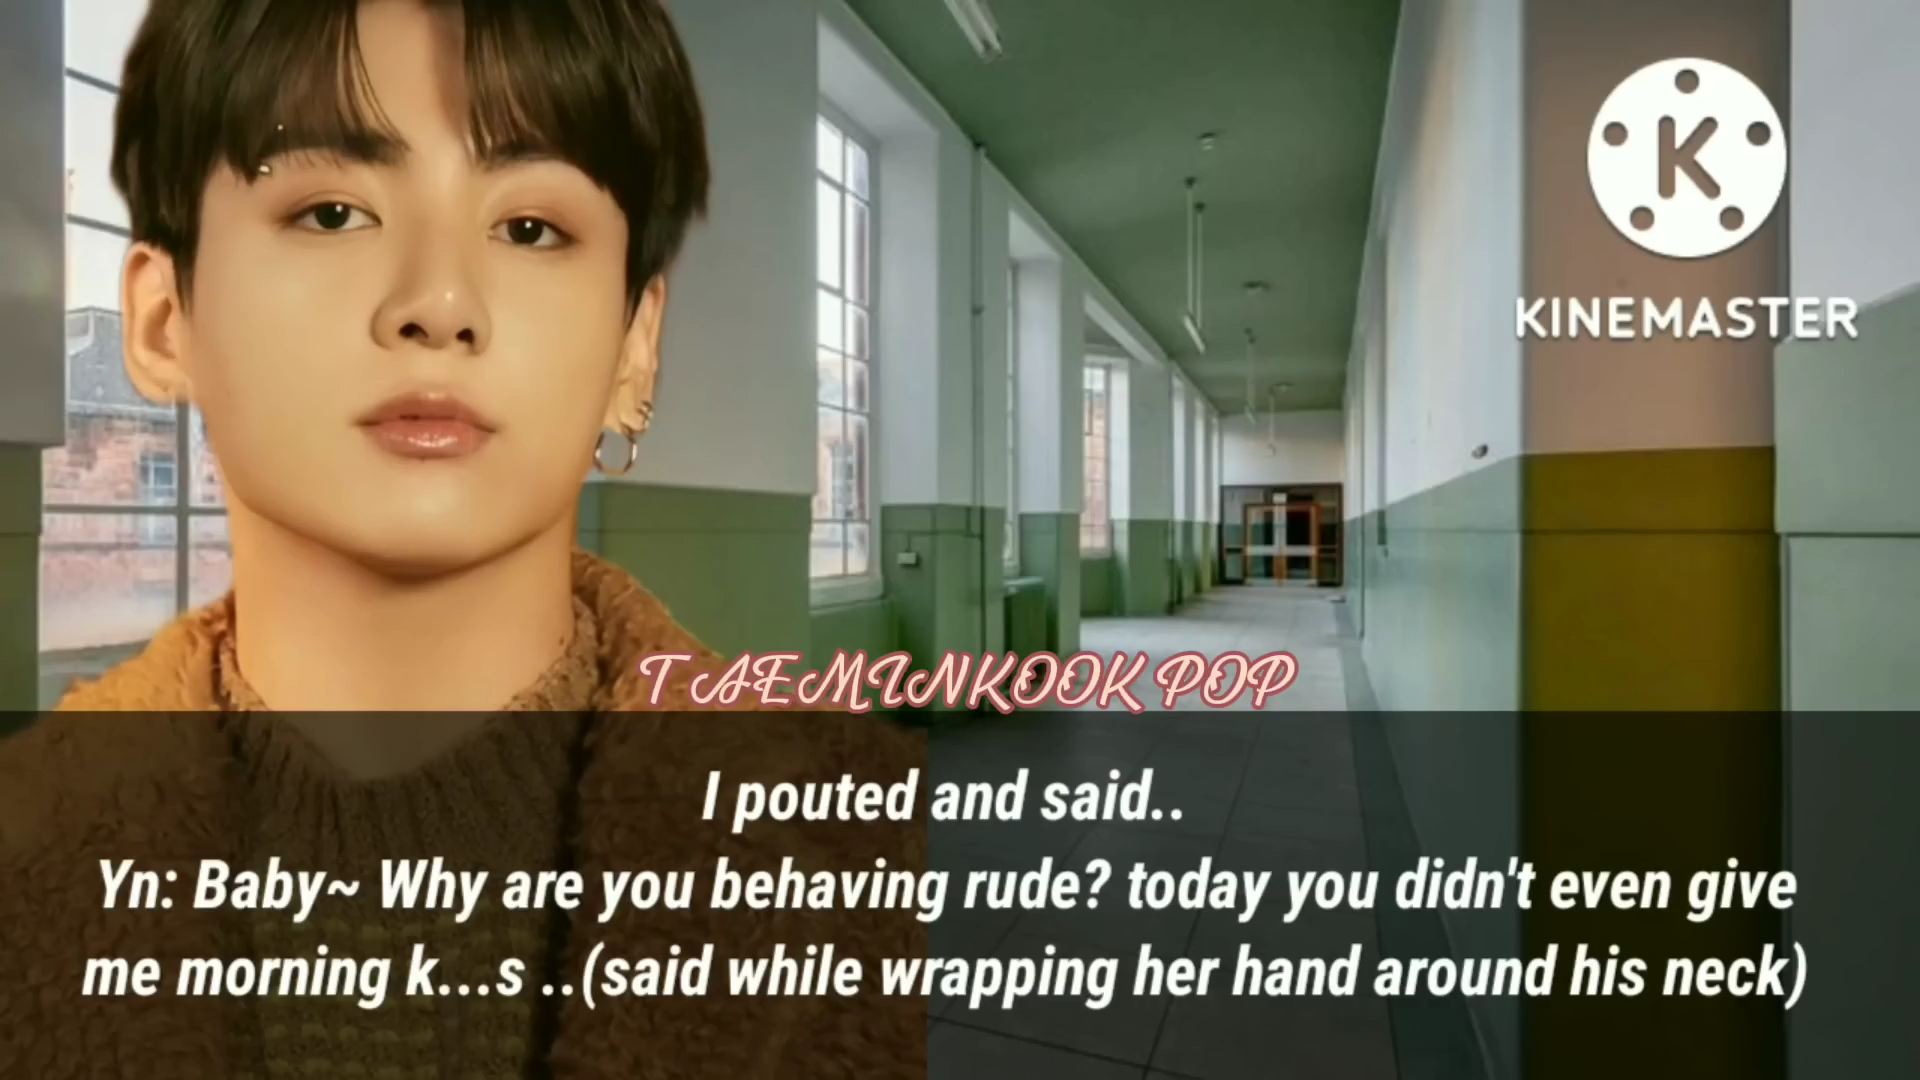 K
KINEMASTER
TAEMINKOOK POP
I pouted and said..
Yn: Baby~ Why are you behaving rude? today you didn't even give
me morning k...s ..(said while wrapping her hand around his neck)